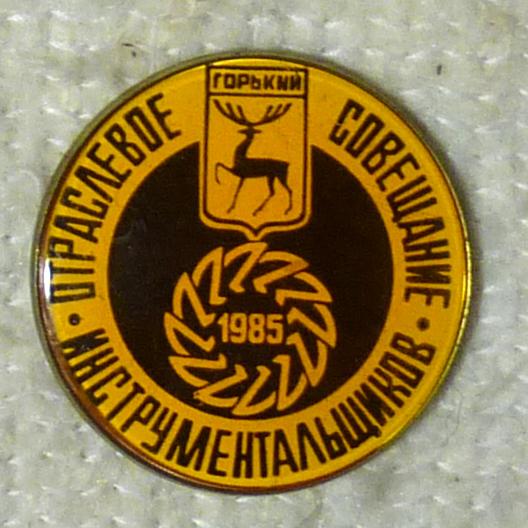 ГОРЬКИЙ
ОТРАСЛЕВОЕ СОВЕЩАНИЕ
1985
ИНСТРУМЕНТАЛЬЩИКОВ